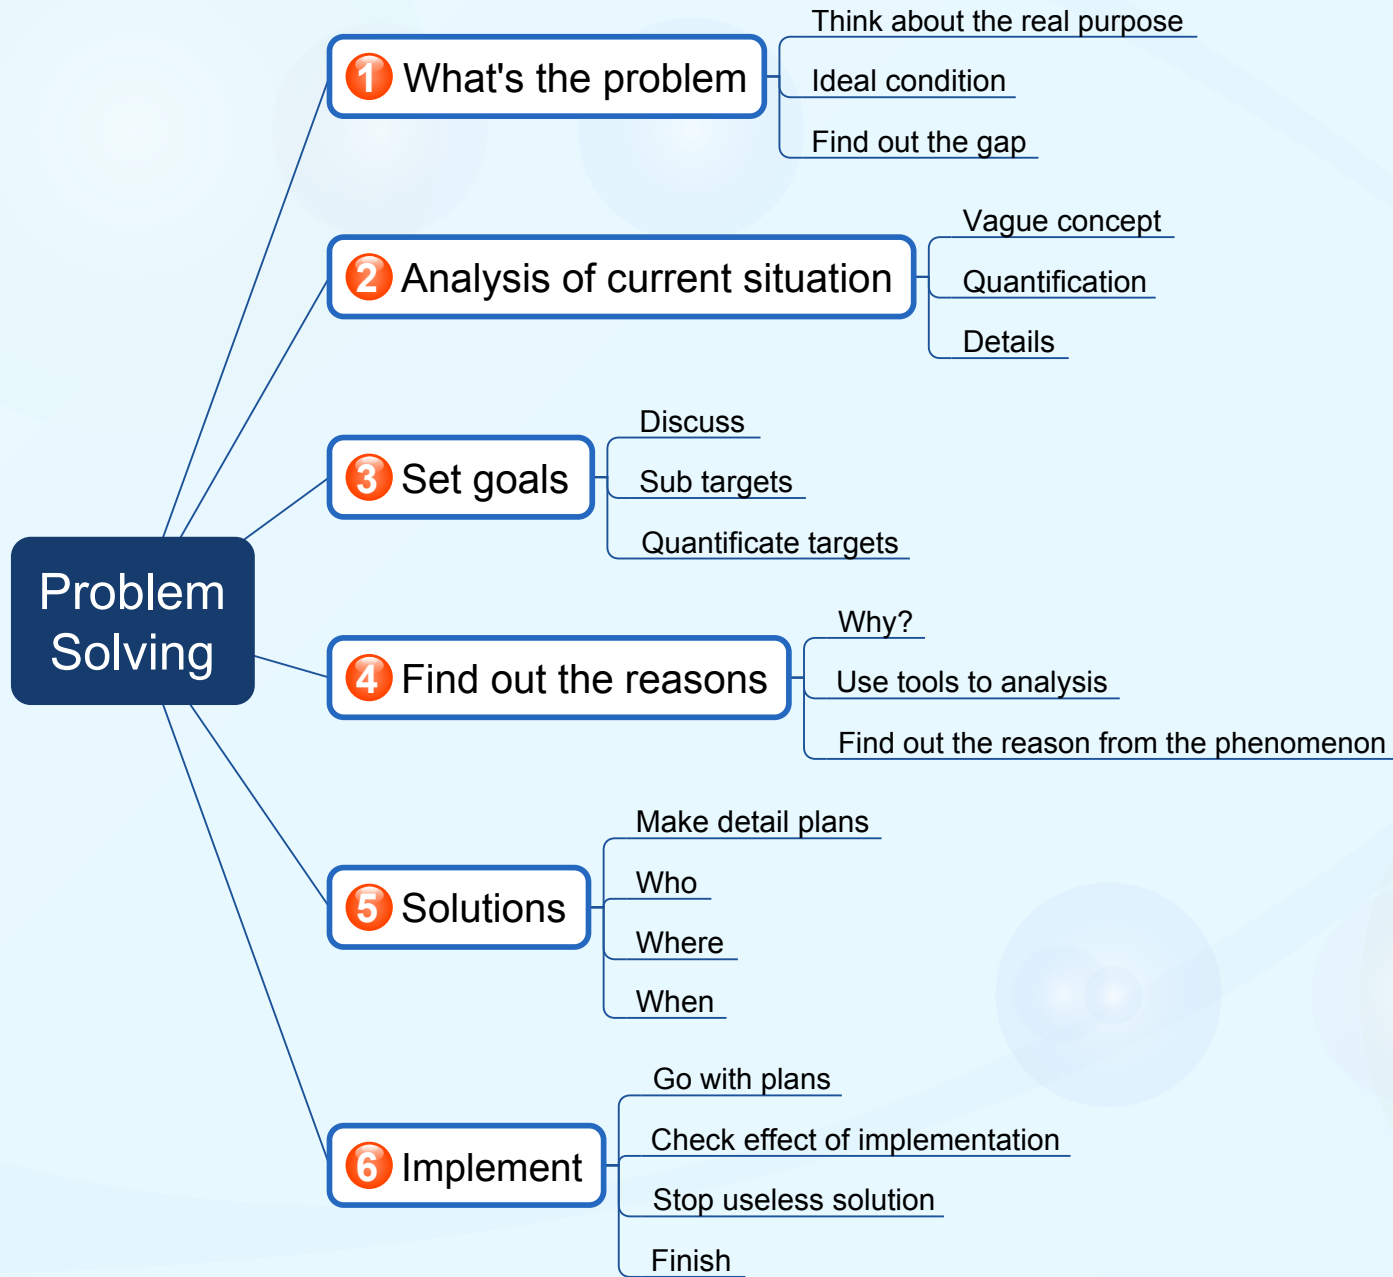 Problem
Solving
1 What's the problem
Think about the real purpose
Ideal condition
Find out the gap
2 Analysis of current situation
Vague concept
Quantification
Details
3 Set goals
Discuss
Sub targets
Quantificate targets
4 Find out the reasons
Why?
Use tools to analysis
Find out the reason from the phenomenon
5 Solutions
Make detail plans
Who
Where
When
6 Implement
Go with plans
Check effect of implementation
Stop useless solution
Finish